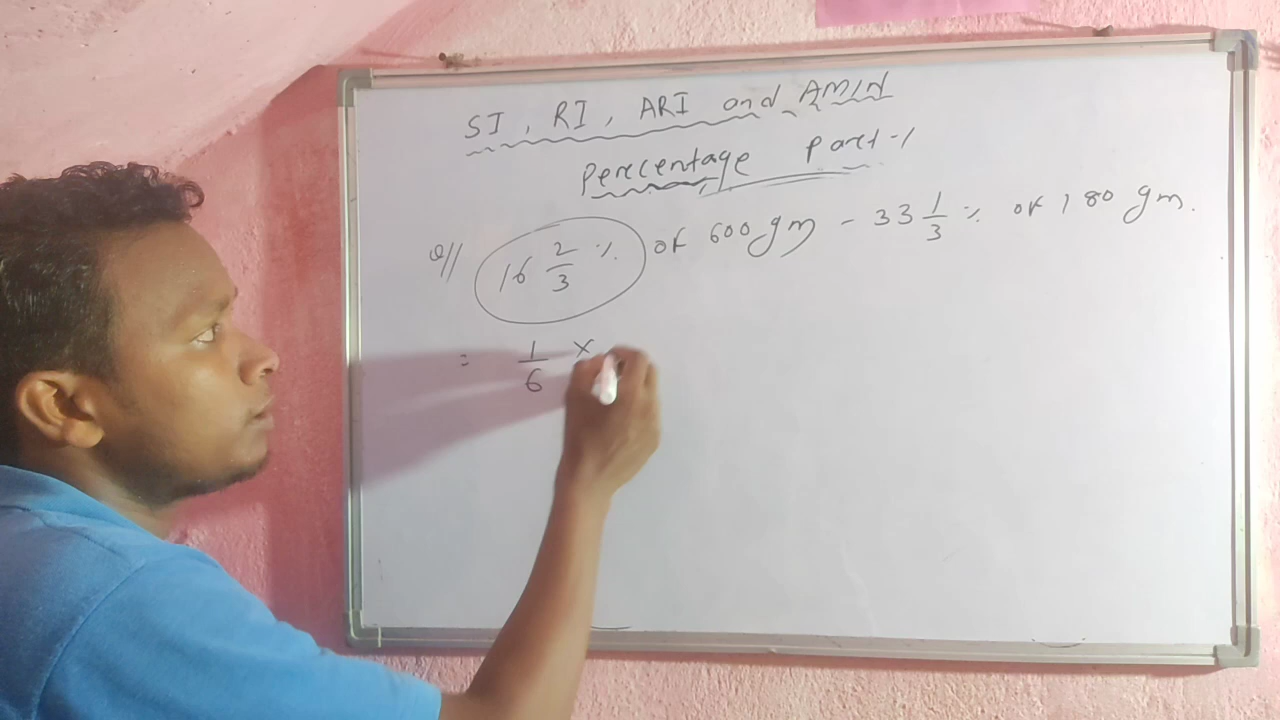 SI, RI, ARI and AMIN
Percentage Part-1
Q// 16 2/3 % of 600 gm - 33 1/3 % of 180 gm.
= 1/6 ×